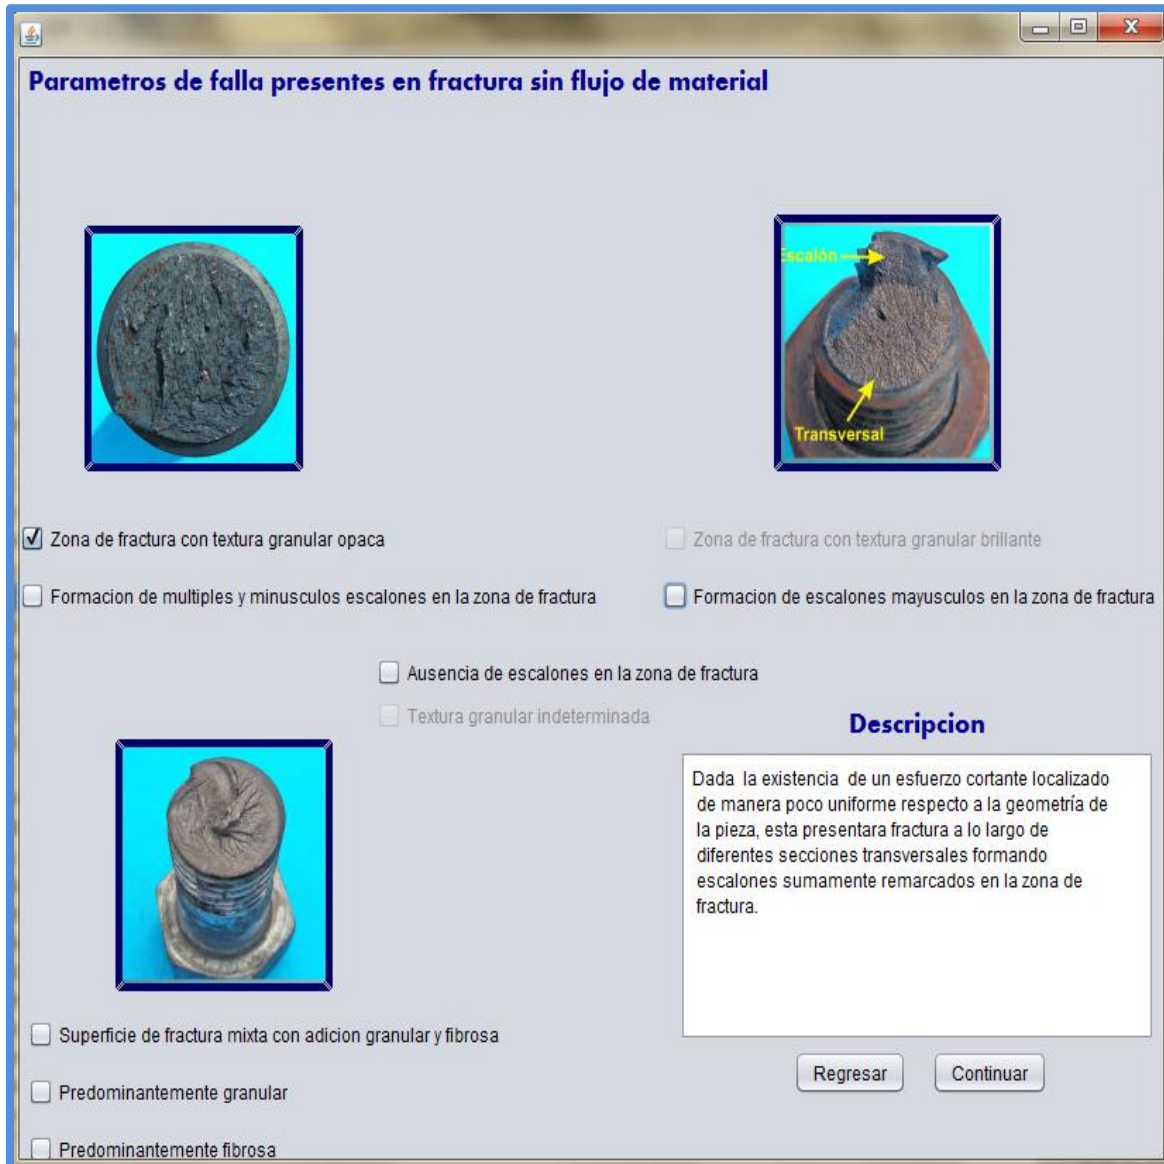 Parametros de falla presentes en fractura sin flujo de material
Escalón
Transversal
Zona de fractura con textura granular opaca
Zona de fractura con textura granular brillante
Formacion de multiples y minusculos escalones en la zona de fractura
Formacion de escalones mayusculos en la zona de fractura
Ausencia de escalones en la zona de fractura
Textura granular indeterminada
Descripcion
Dada la existencia de un esfuerzo cortante localizado
de manera poco uniforme respecto a la geometría de
la pieza, esta presentara fractura a lo largo de
diferentes secciones transversales formando
escalones sumamente remarcados en la zona de
fractura.
Superficie de fractura mixta con adicion granular y fibrosa
Predominantemente granular
Predominantemente fibrosa
Regresar
Continuar